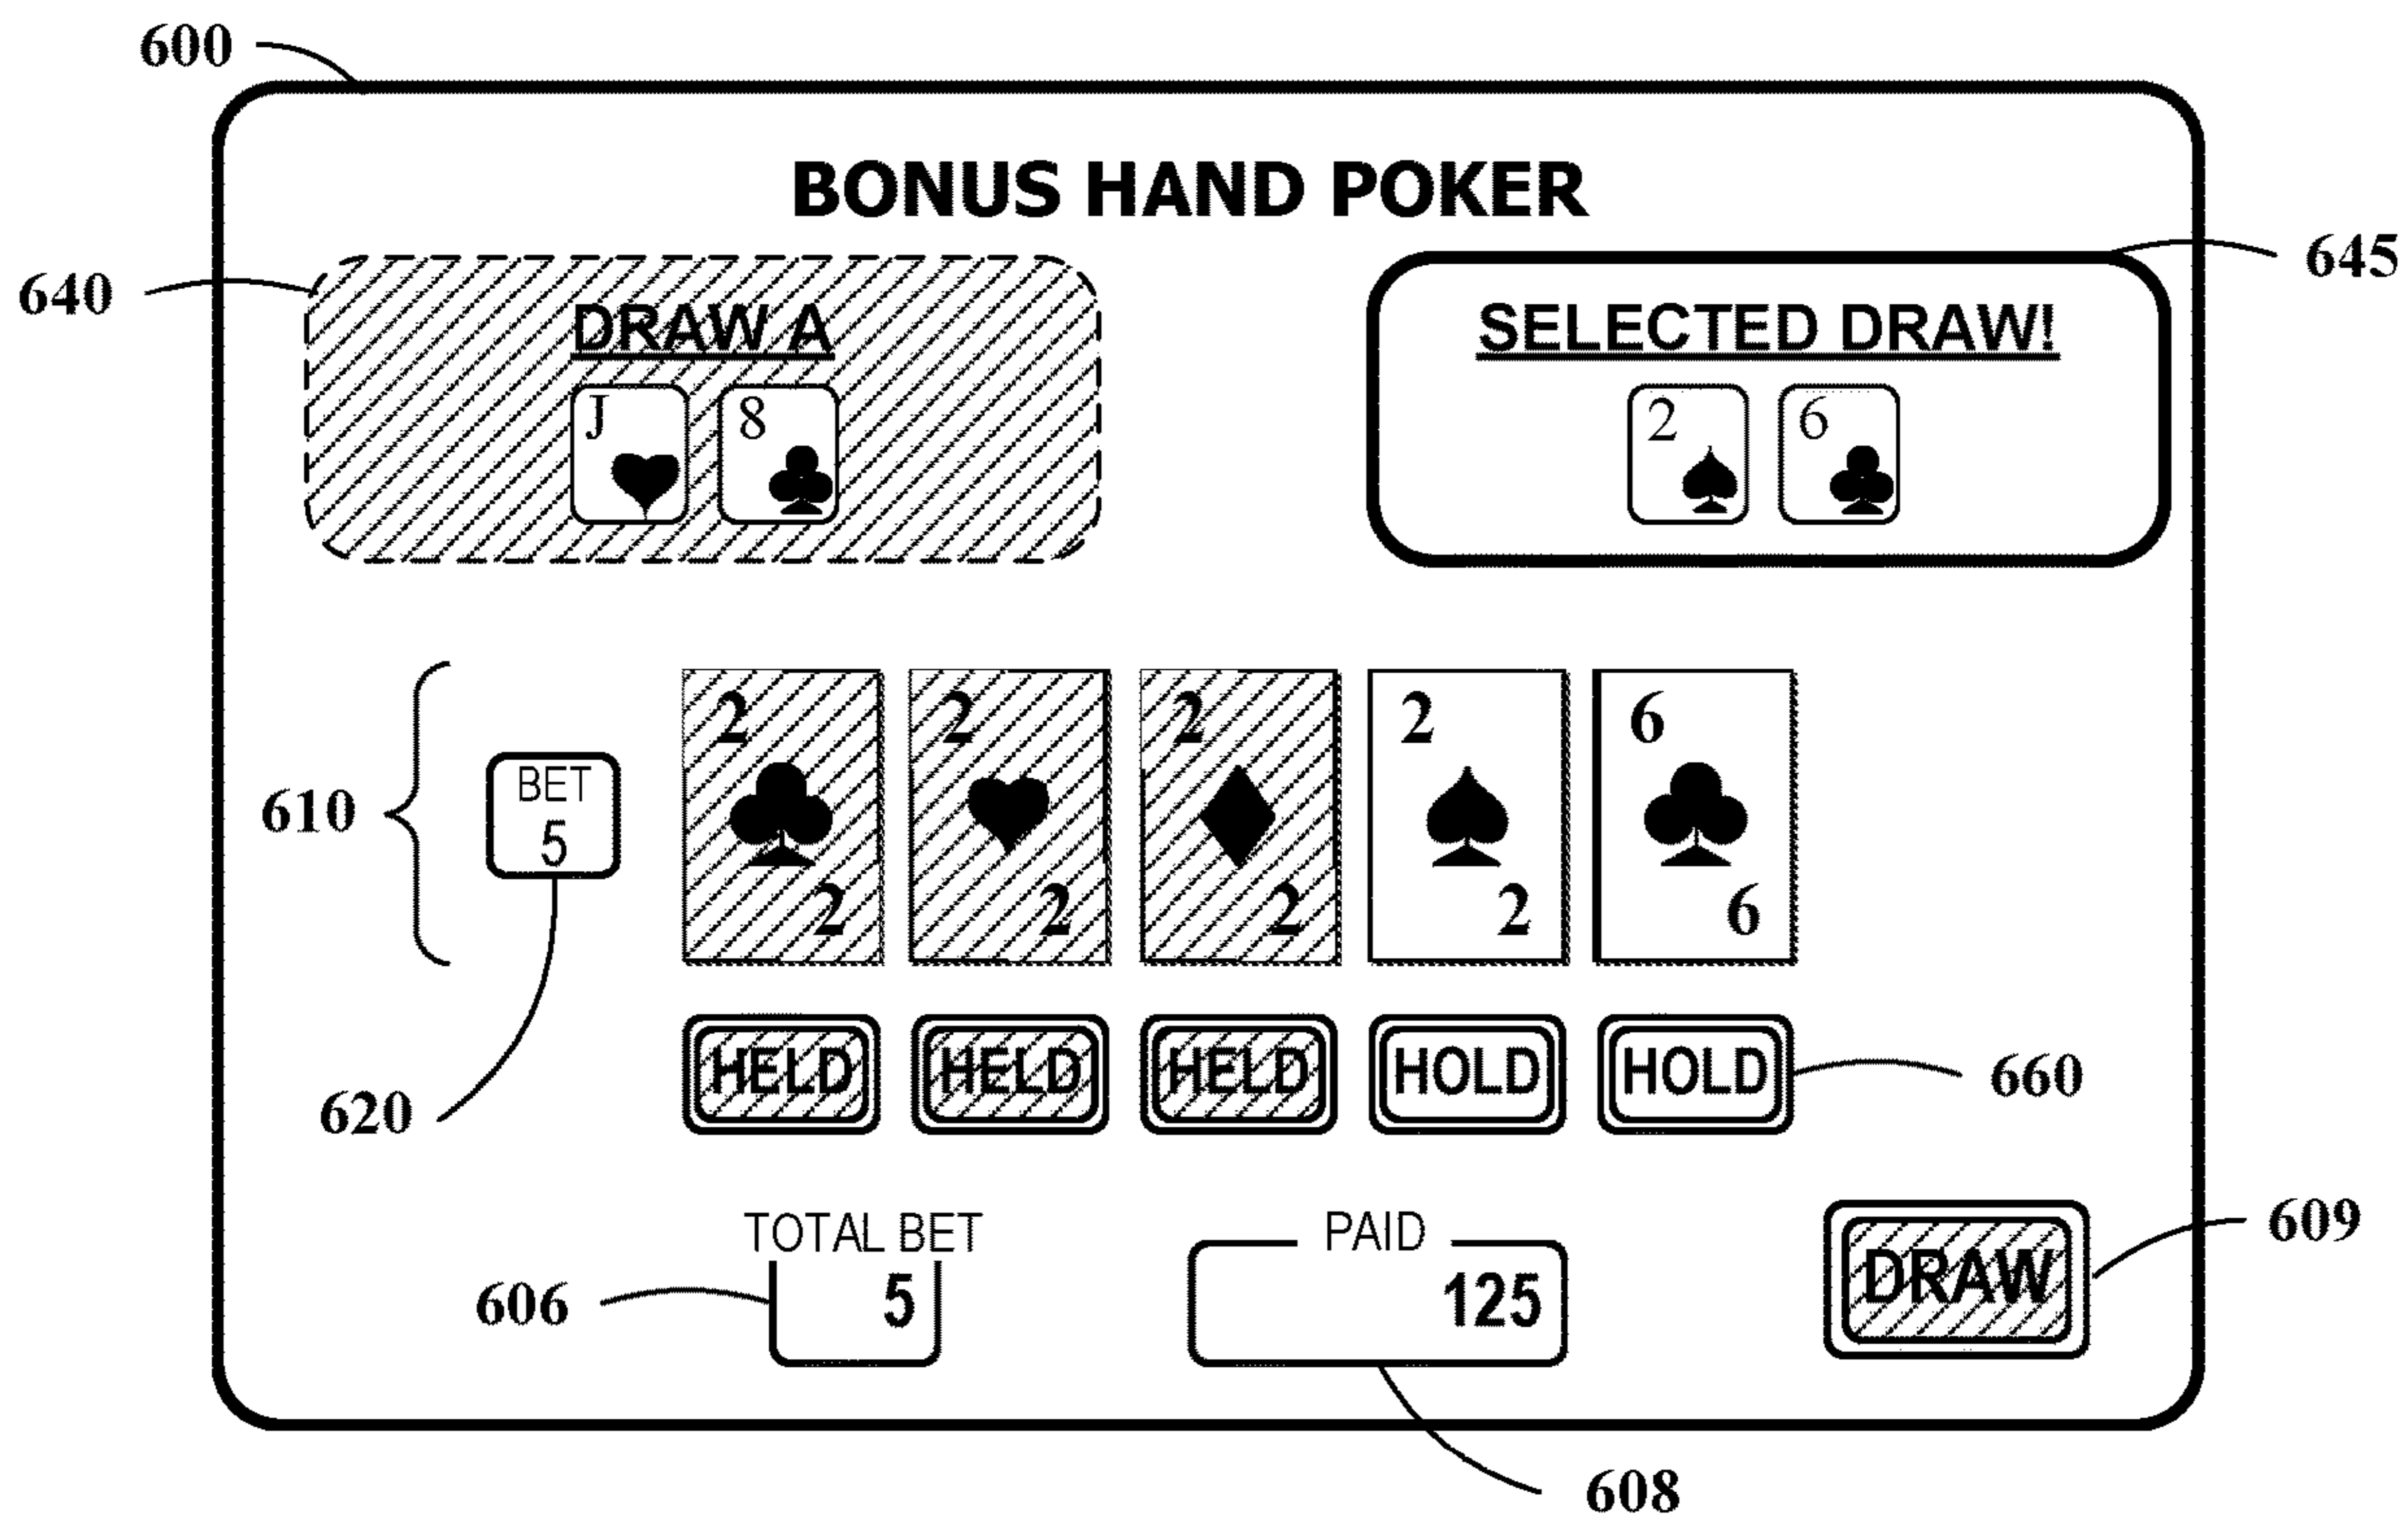 600
BONUS HAND POKER
640
645
DRAW A
SELECTED DRAW!
J 8
2 6
2 2 2 2 6
610
BET
5
2 2 2 2 6
620
HELD HELD HELD HOLD HOLD
660
TOTAL BET
5
606
PAID
125
608
DRAW
609